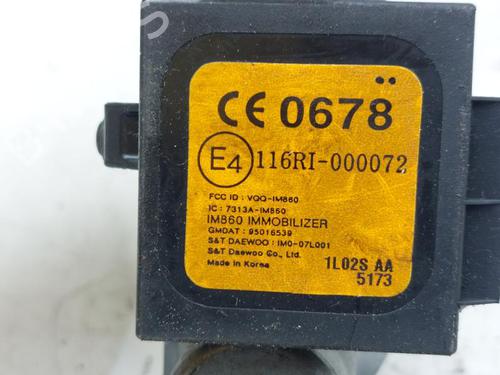 CE 0678
E4 116RI-000072
FCC ID : VQQ-IM860
IC : 7313A-IM860
IM860 IMMOBILIZER
GMDAT : 95016539
S&T DAEWOO : IM0-07L001
S&T Daewoo Co., Ltd.
Made in Korea
1L02S AA
5173